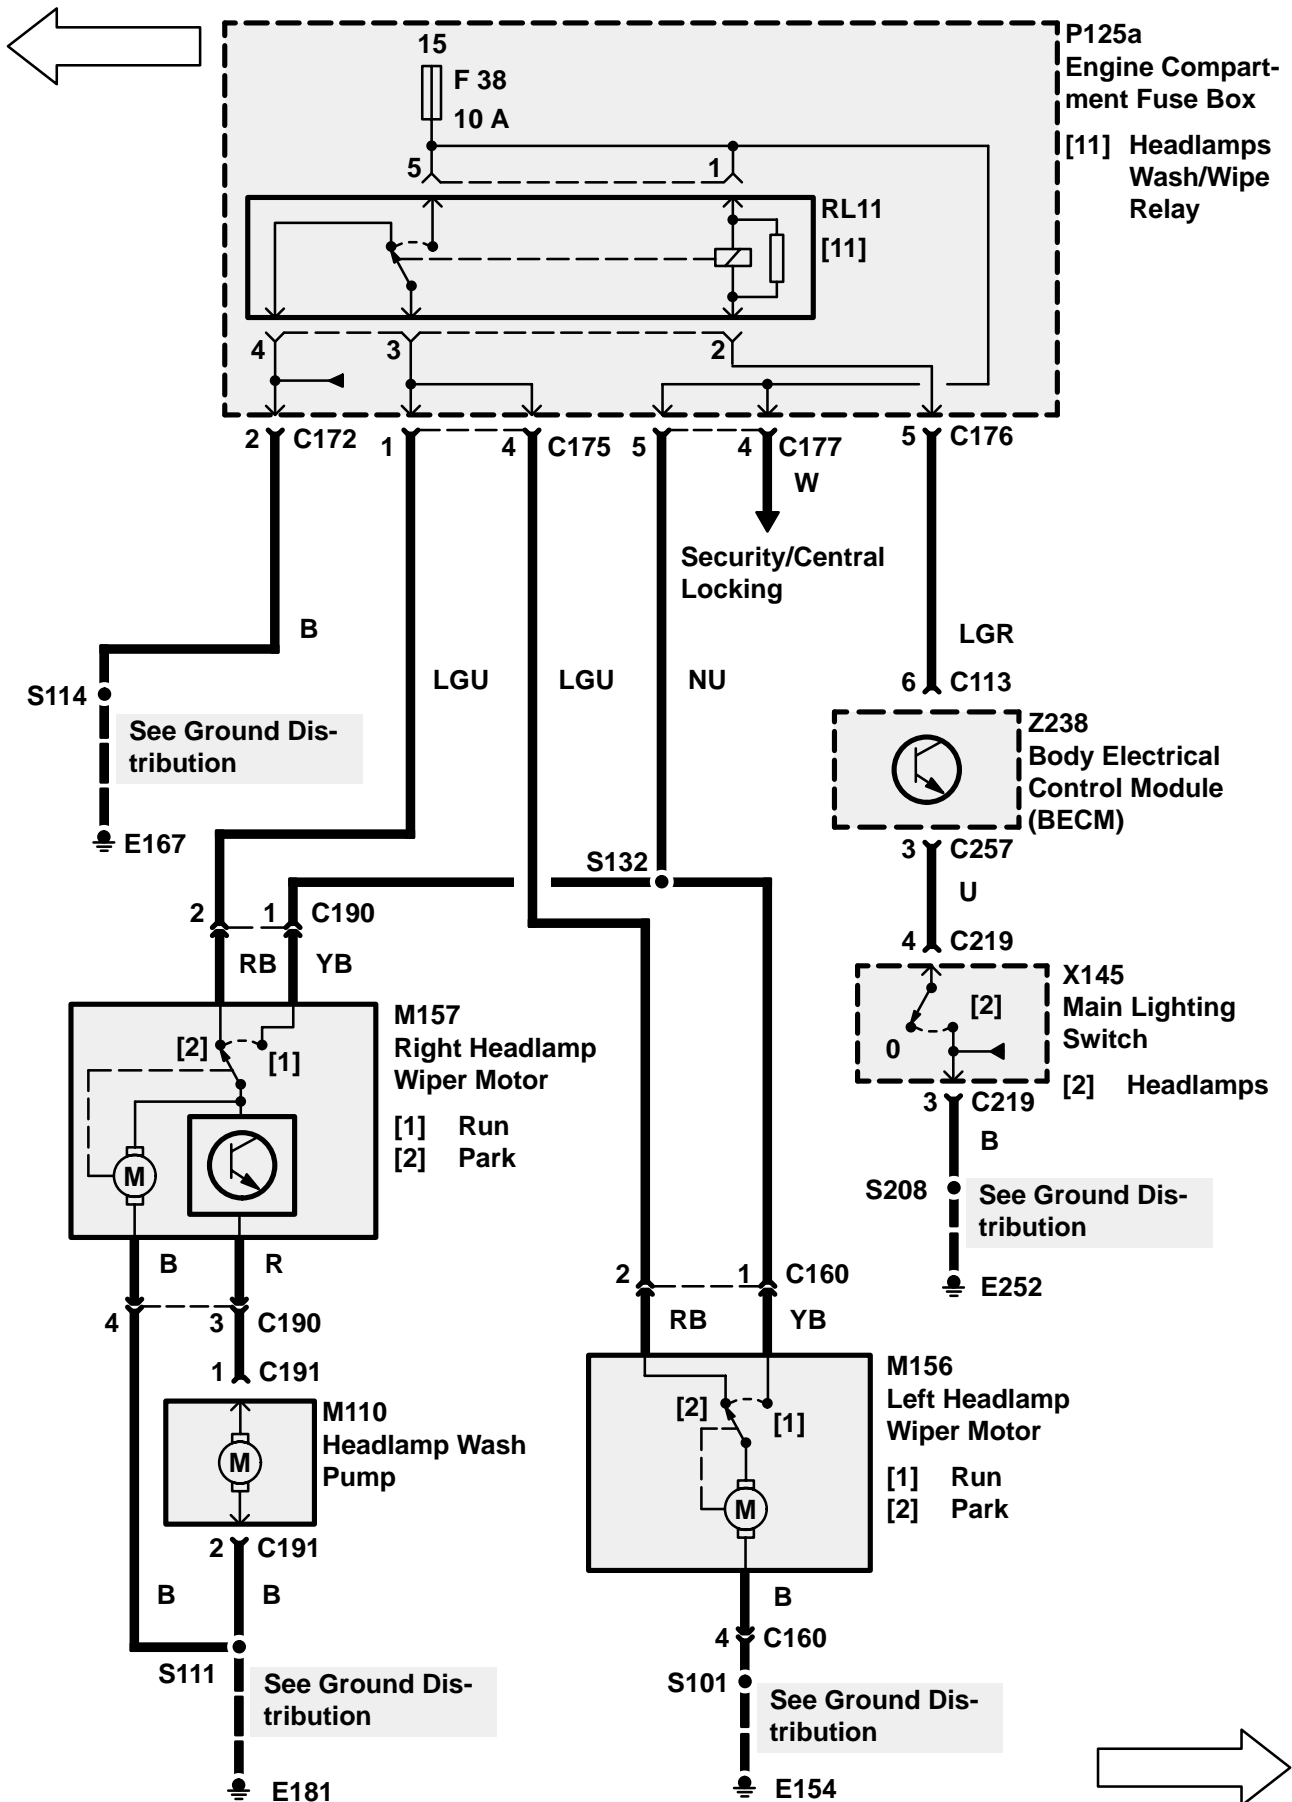 15
F 38
10 A
P125a
Engine Compart-
ment Fuse Box
[11] Headlamps
Wash/Wipe
Relay
5
1
RL11
[11]
4
3
2
2 C172
1
4 C175
5
4 C177
5 C176
W
Security/Central
Locking
B
LGU
LGU
NU
LGR
S114
See Ground Dis-
tribution
E167
6 C113
Z238
Body Electrical
Control Module
(BECM)
3 C257
S132
U
2
1 C190
RB
YB
4 C219
X145
Main Lighting
Switch
[2] Headlamps
[2]
0
3 C219
B
S208
See Ground Dis-
tribution
E252
M157
Right Headlamp
Wiper Motor
[1] Run
[2] Park
[2]
[1]
M
B
R
4
3 C190
1 C191
M110
Headlamp Wash
Pump
M
2 C191
B
B
S111
See Ground Dis-
tribution
E181
2
1 C160
RB
YB
M156
Left Headlamp
Wiper Motor
[1] Run
[2] Park
[2]
[1]
M
B
4 C160
S101
See Ground Dis-
tribution
E154